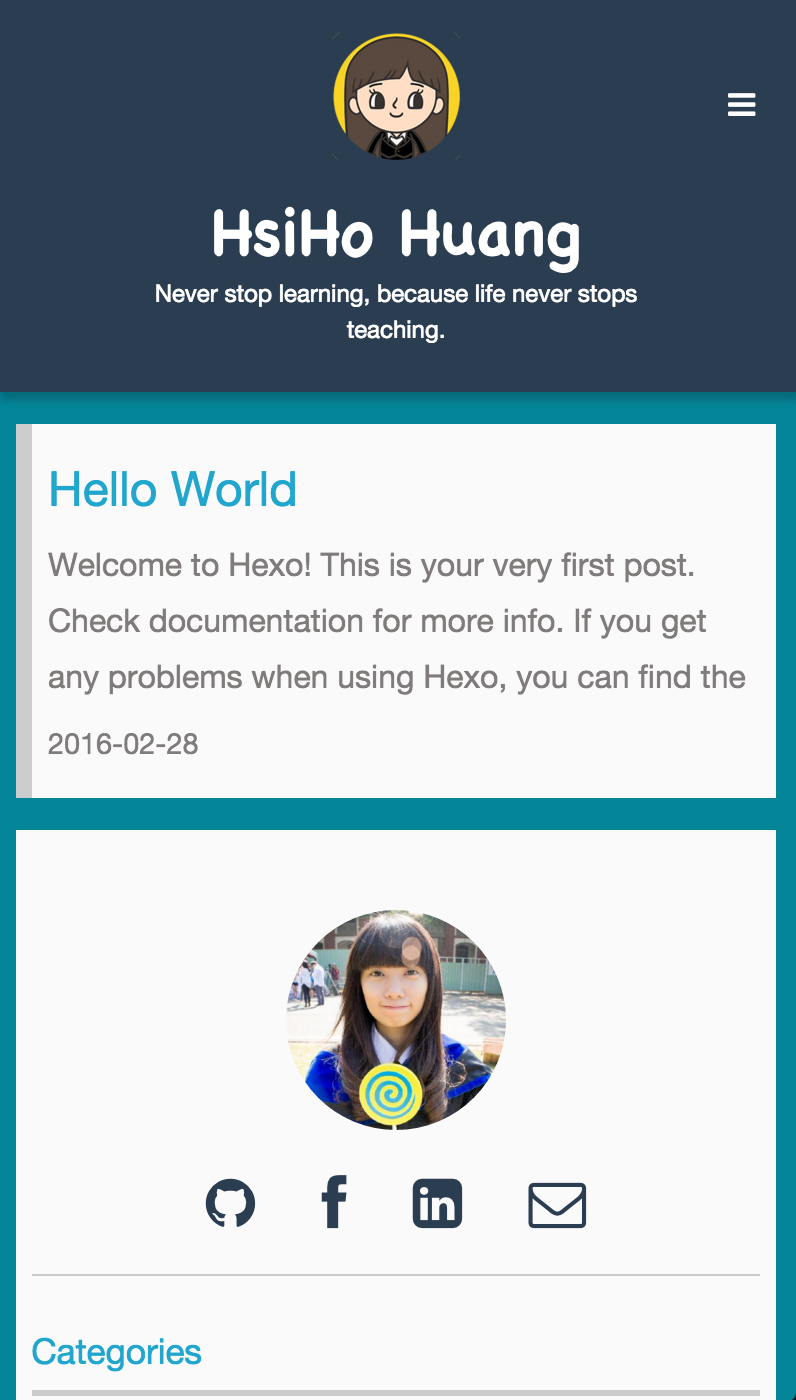 HsiHo Huang
Never stop learning, because life never stops
teaching.
Hello World
Welcome to Hexo! This is your very first post.
Check documentation for more info. If you get
any problems when using Hexo, you can find the
2016-02-28
Categories